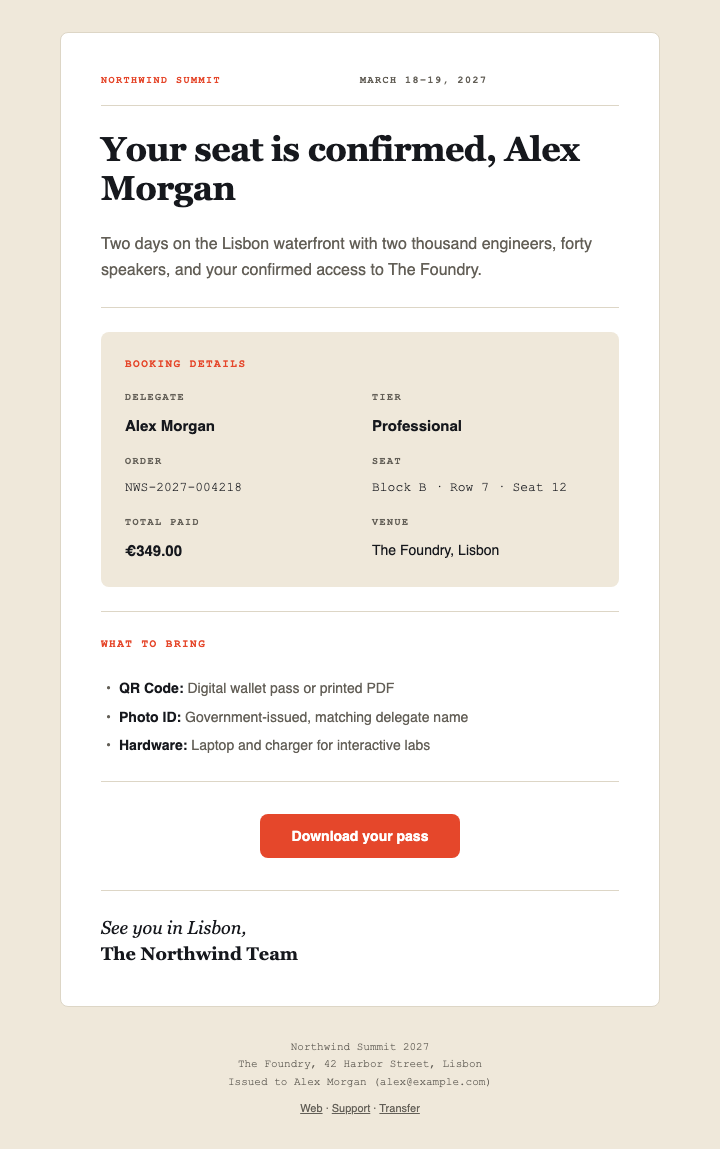 NORTHWIND SUMMIT MARCH 18–19, 2027
Your seat is confirmed, Alex
Morgan
Two days on the Lisbon waterfront with two thousand engineers, forty
speakers, and your confirmed access to The Foundry.
BOOKING DETAILS
DELEGATE TIER
Alex Morgan Professional
ORDER SEAT
NWS-2027-004218 Block B · Row 7 · Seat 12
TOTAL PAID VENUE
€349.00 The Foundry, Lisbon
WHAT TO BRING
• QR Code: Digital wallet pass or printed PDF
• Photo ID: Government-issued, matching delegate name
• Hardware: Laptop and charger for interactive labs
Download your pass
See you in Lisbon,
The Northwind Team
Northwind Summit 2027
The Foundry, 42 Harbor Street, Lisbon
Issued to Alex Morgan (alex@example.com)
Web · Support · Transfer